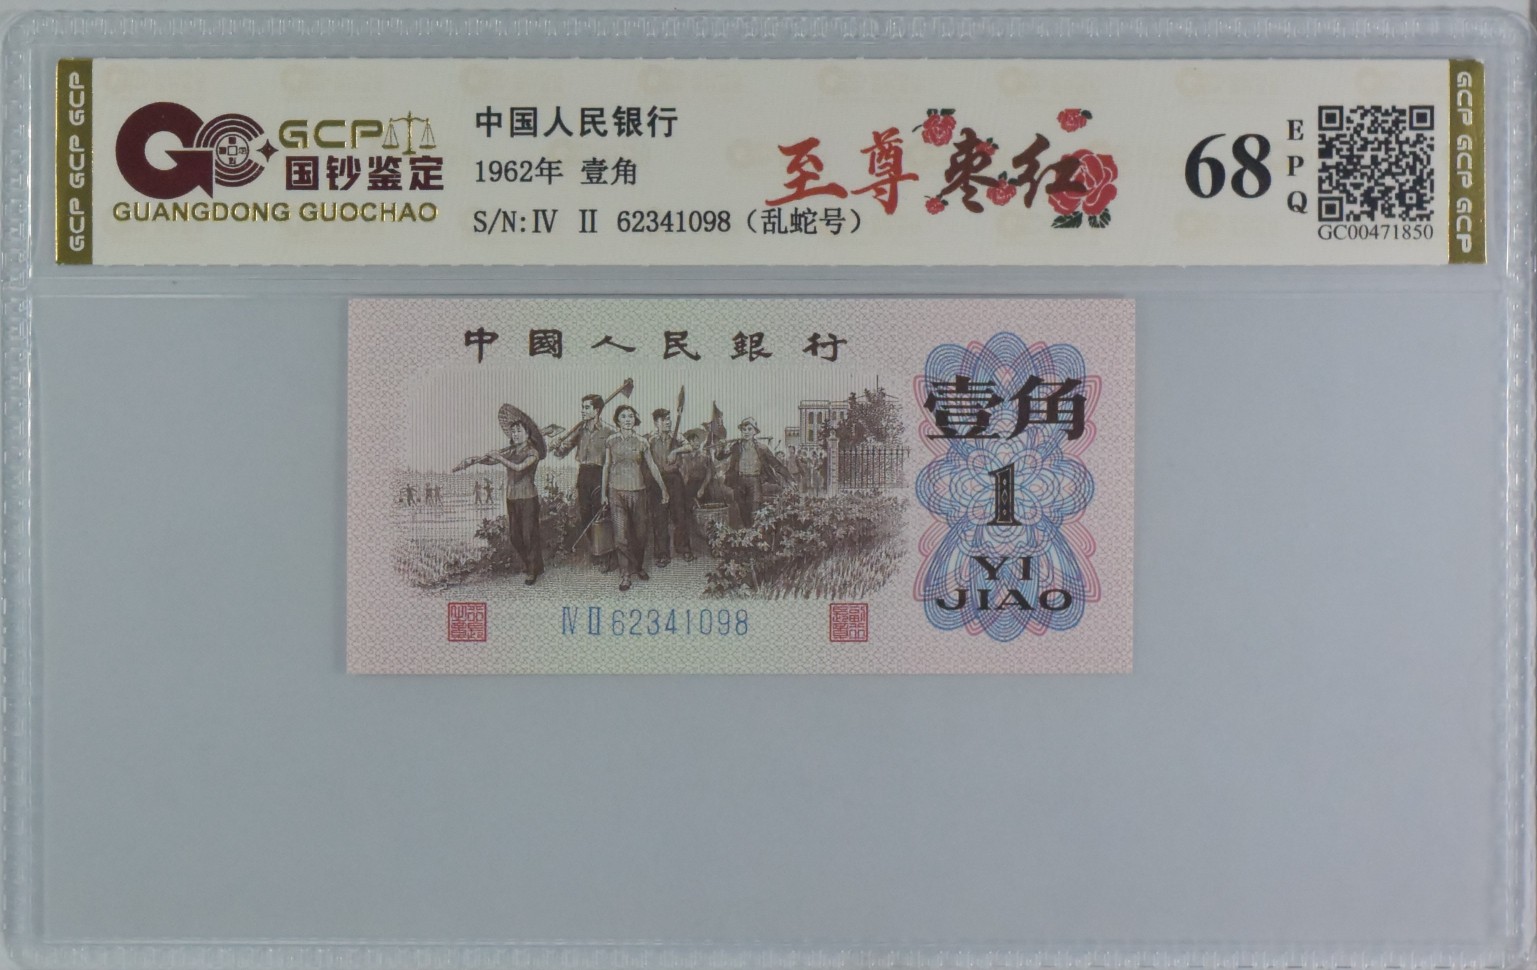 GCP GCP GCP
GCP
国钞鉴定
GUANGDONG GUOCHAO
中国人民银行
1962年 壹角
S/N:Ⅳ Ⅱ 62341098（乱蛇号）
至尊 枣红
68
EPQ
GC00471850
GCP GCP GCP
中國人民銀行
壹角
1
YI
JIAO
Ⅳ Ⅱ 62341098